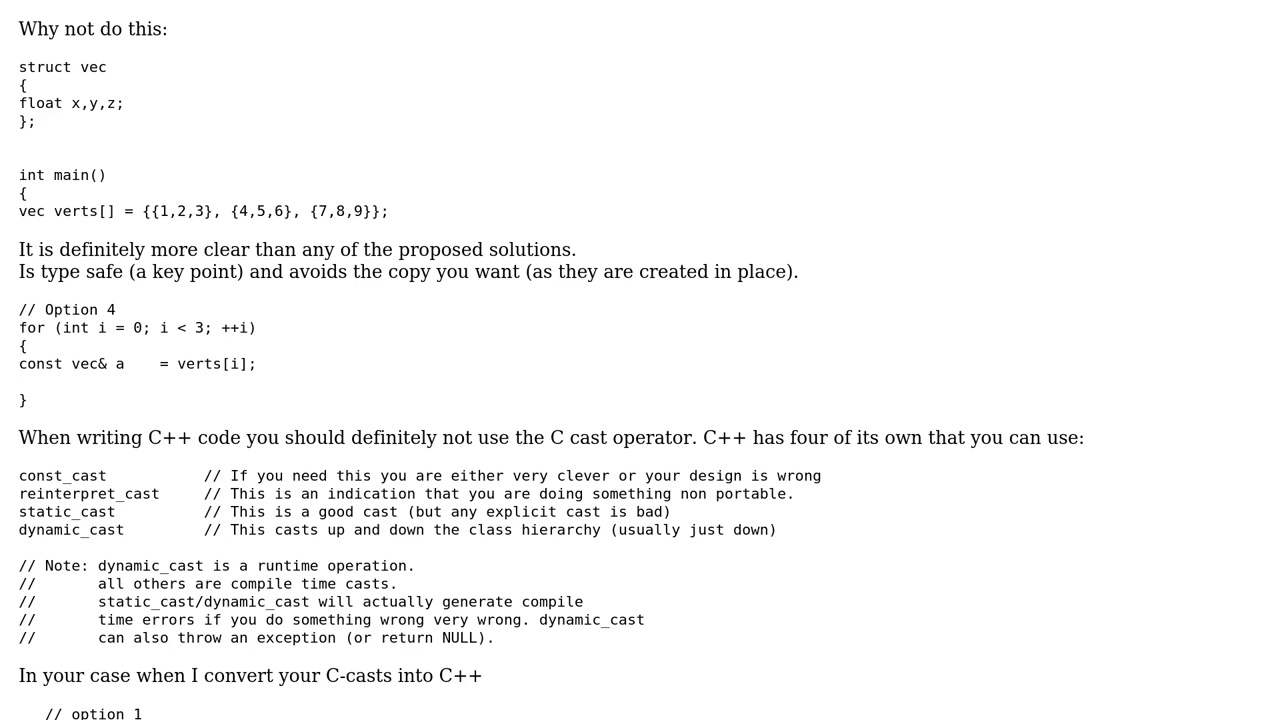 Why not do this:
struct vec
{
float x,y,z;
};
int main()
{
vec verts[] = {{1,2,3}, {4,5,6}, {7,8,9}};
It is definitely more clear than any of the proposed solutions.
Is type safe (a key point) and avoids the copy you want (as they are created in place).
// Option 4
for (int i = 0; i < 3; ++i)
{
const vec& a    = verts[i];
}
When writing C++ code you should definitely not use the C cast operator. C++ has four of its own that you can use:
const_cast           // If you need this you are either very clever or your design is wrong
reinterpret_cast     // This is an indication that you are doing something non portable.
static_cast          // This is a good cast (but any explicit cast is bad)
dynamic_cast         // This casts up and down the class hierarchy (usually just down)
// Note: dynamic_cast is a runtime operation.
//       all others are compile time casts.
//       static_cast/dynamic_cast will actually generate compile
//       time errors if you do something wrong very wrong. dynamic_cast
//       can also throw an exception (or return NULL).
In your case when I convert your C-casts into C++
   // option 1